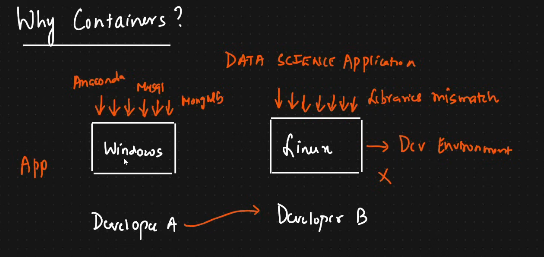 Why Containers?
DATA SCIENCE Application
Anaconda Mysql MongoDB
Libraries mismatch
Windows
Linux
Dev Environment
App
X
Developer A
Developer B